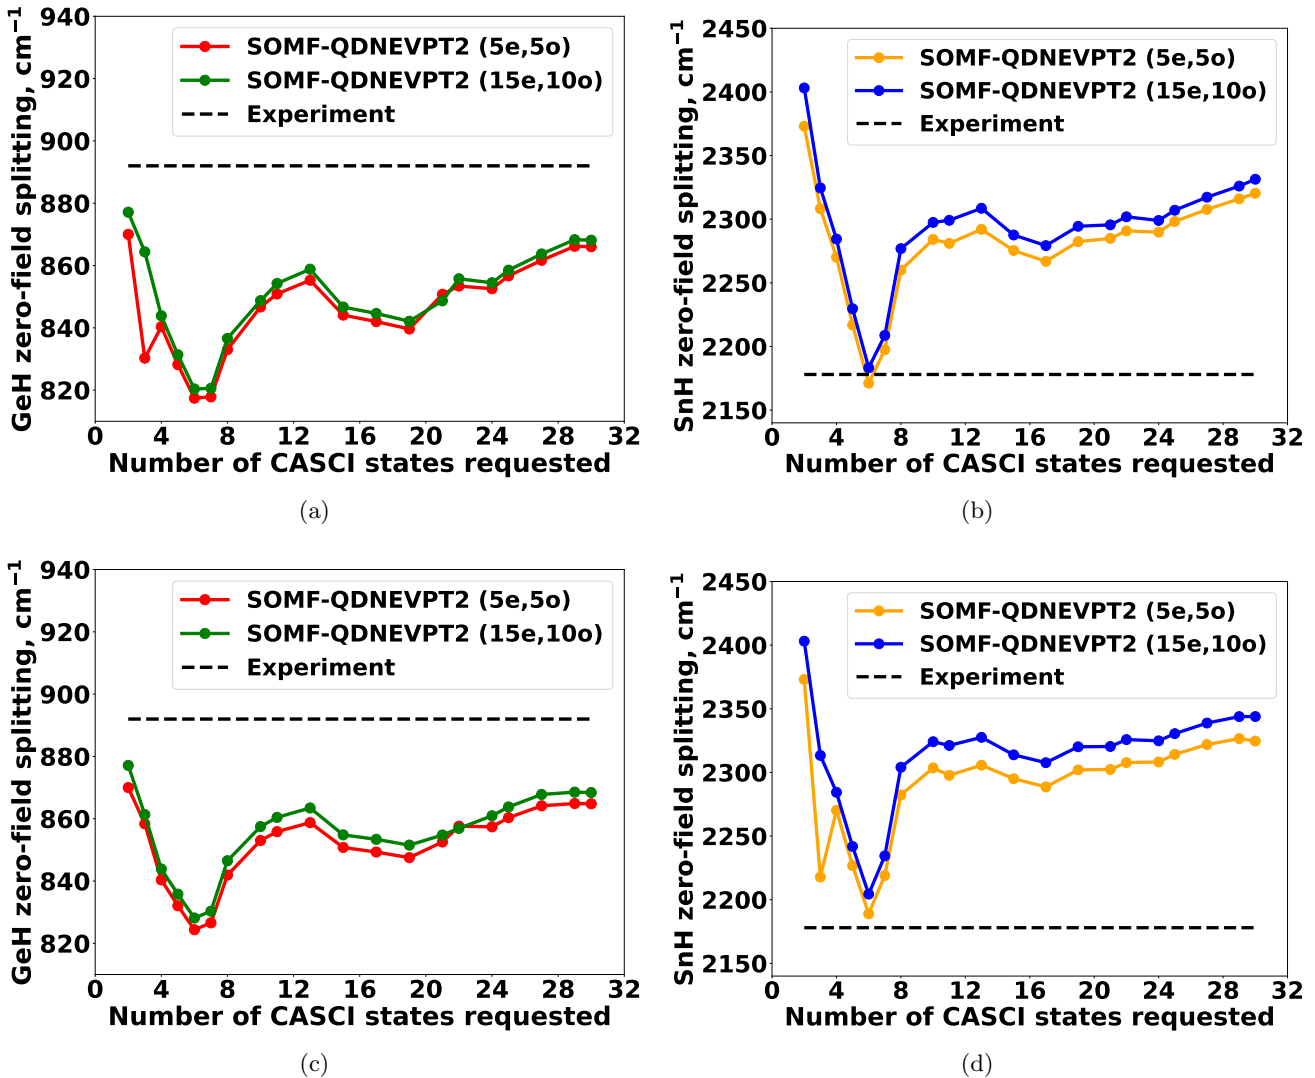 GeH zero-field splitting, cm⁻¹
940
920
900
880
860
840
820
SOMF-QDNEVPT2 (5e,5o)
SOMF-QDNEVPT2 (15e,10o)
Experiment
0 4 8 12 16 20 24 28 32
Number of CASCI states requested
(a)
SnH zero-field splitting, cm⁻¹
2450
2400
2350
2300
2250
2200
2150
SOMF-QDNEVPT2 (5e,5o)
SOMF-QDNEVPT2 (15e,10o)
Experiment
0 4 8 12 16 20 24 28 32
Number of CASCI states requested
(b)
GeH zero-field splitting, cm⁻¹
940
920
900
880
860
840
820
SOMF-QDNEVPT2 (5e,5o)
SOMF-QDNEVPT2 (15e,10o)
Experiment
0 4 8 12 16 20 24 28 32
Number of CASCI states requested
(c)
SnH zero-field splitting, cm⁻¹
2450
2400
2350
2300
2250
2200
2150
SOMF-QDNEVPT2 (5e,5o)
SOMF-QDNEVPT2 (15e,10o)
Experiment
0 4 8 12 16 20 24 28 32
Number of CASCI states requested
(d)